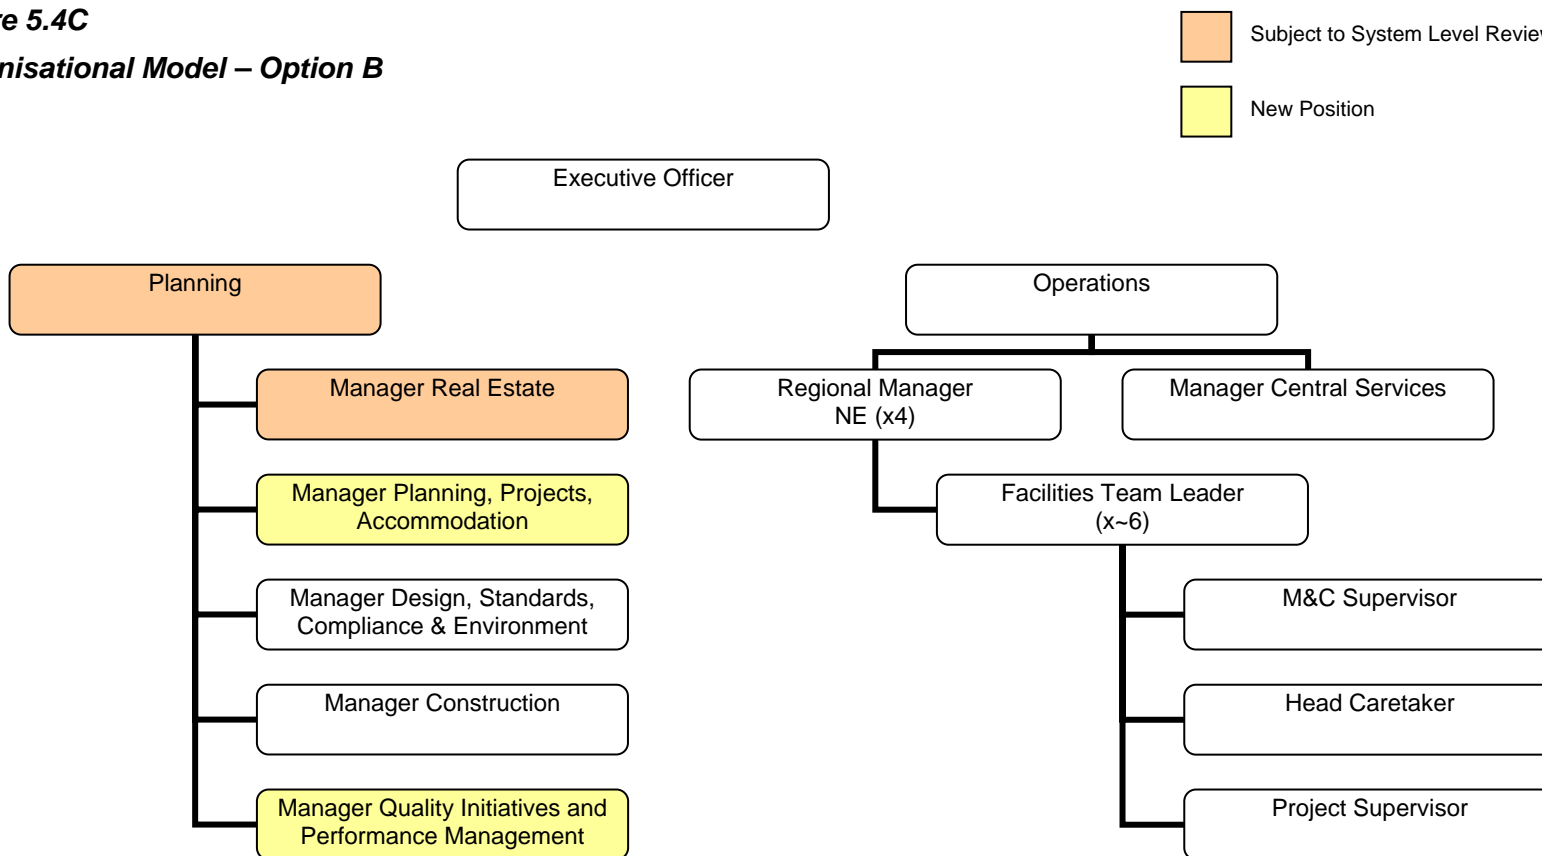 re 5.4C
nisational Model – Option B
Subject to System Level Review
New Position
Executive Officer
Planning
Operations
Manager Real Estate
Regional Manager
NE (x4)
Manager Central Services
Manager Planning, Projects,
Accommodation
Facilities Team Leader
(x~6)
Manager Design, Standards,
Compliance & Environment
M&C Supervisor
Manager Construction
Head Caretaker
Manager Quality Initiatives and
Performance Management
Project Supervisor